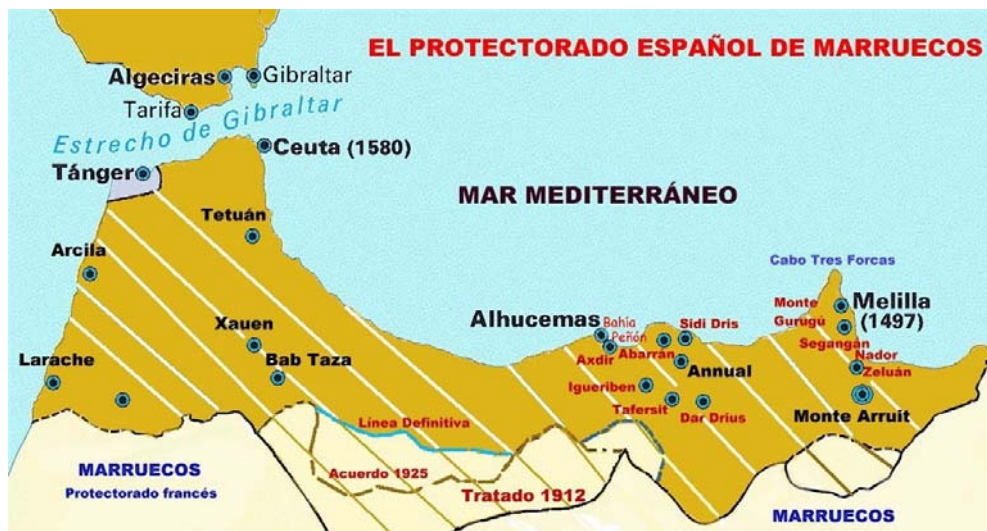 EL PROTECTORADO ESPAÑOL DE MARRUECOS
Algeciras
Gibraltar
Tarifa
Estrecho de Gibraltar
Ceuta (1580)
Tánger
MAR MEDITERRÁNEO
Tetuán
Arcila
Cabo Tres Forcas
Xauen
Alhucemas
Bahía
Peñón
Sidi Dris
Monte
Gurugú
Melilla
(1497)
Segangán
Axdir
Abarrán
Nador
Larache
Bab Taza
Annual
Zeluán
Igueriben
Tafersit
Dar Drius
Monte Arruit
Línea Definitiva
MARRUECOS
Protectorado francés
Acuerdo 1925
Tratado 1912
MARRUECOS